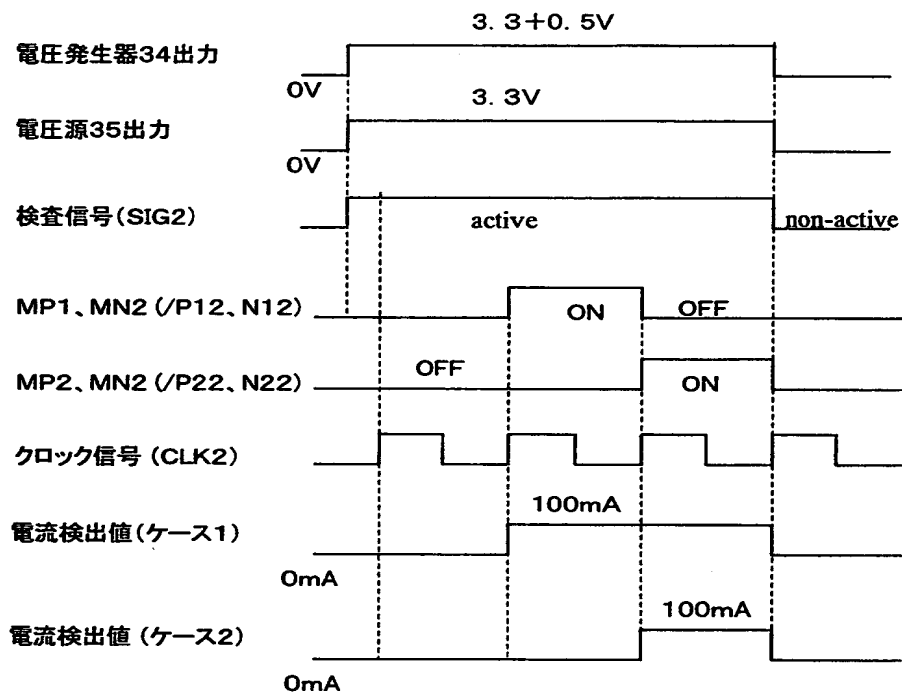 3. 3+0. 5V
電圧発生器34出力
0V
3. 3V
電圧源35出力
0V
検査信号(SIG2)
active
non-active
MP1、MN2 (/P12、N12)
ON
OFF
OFF
MP2、MN2 (/P22、N22)
ON
クロック信号 (CLK2)
100mA
電流検出値(ケース1)
0mA
100mA
電流検出値 (ケース2)
0mA